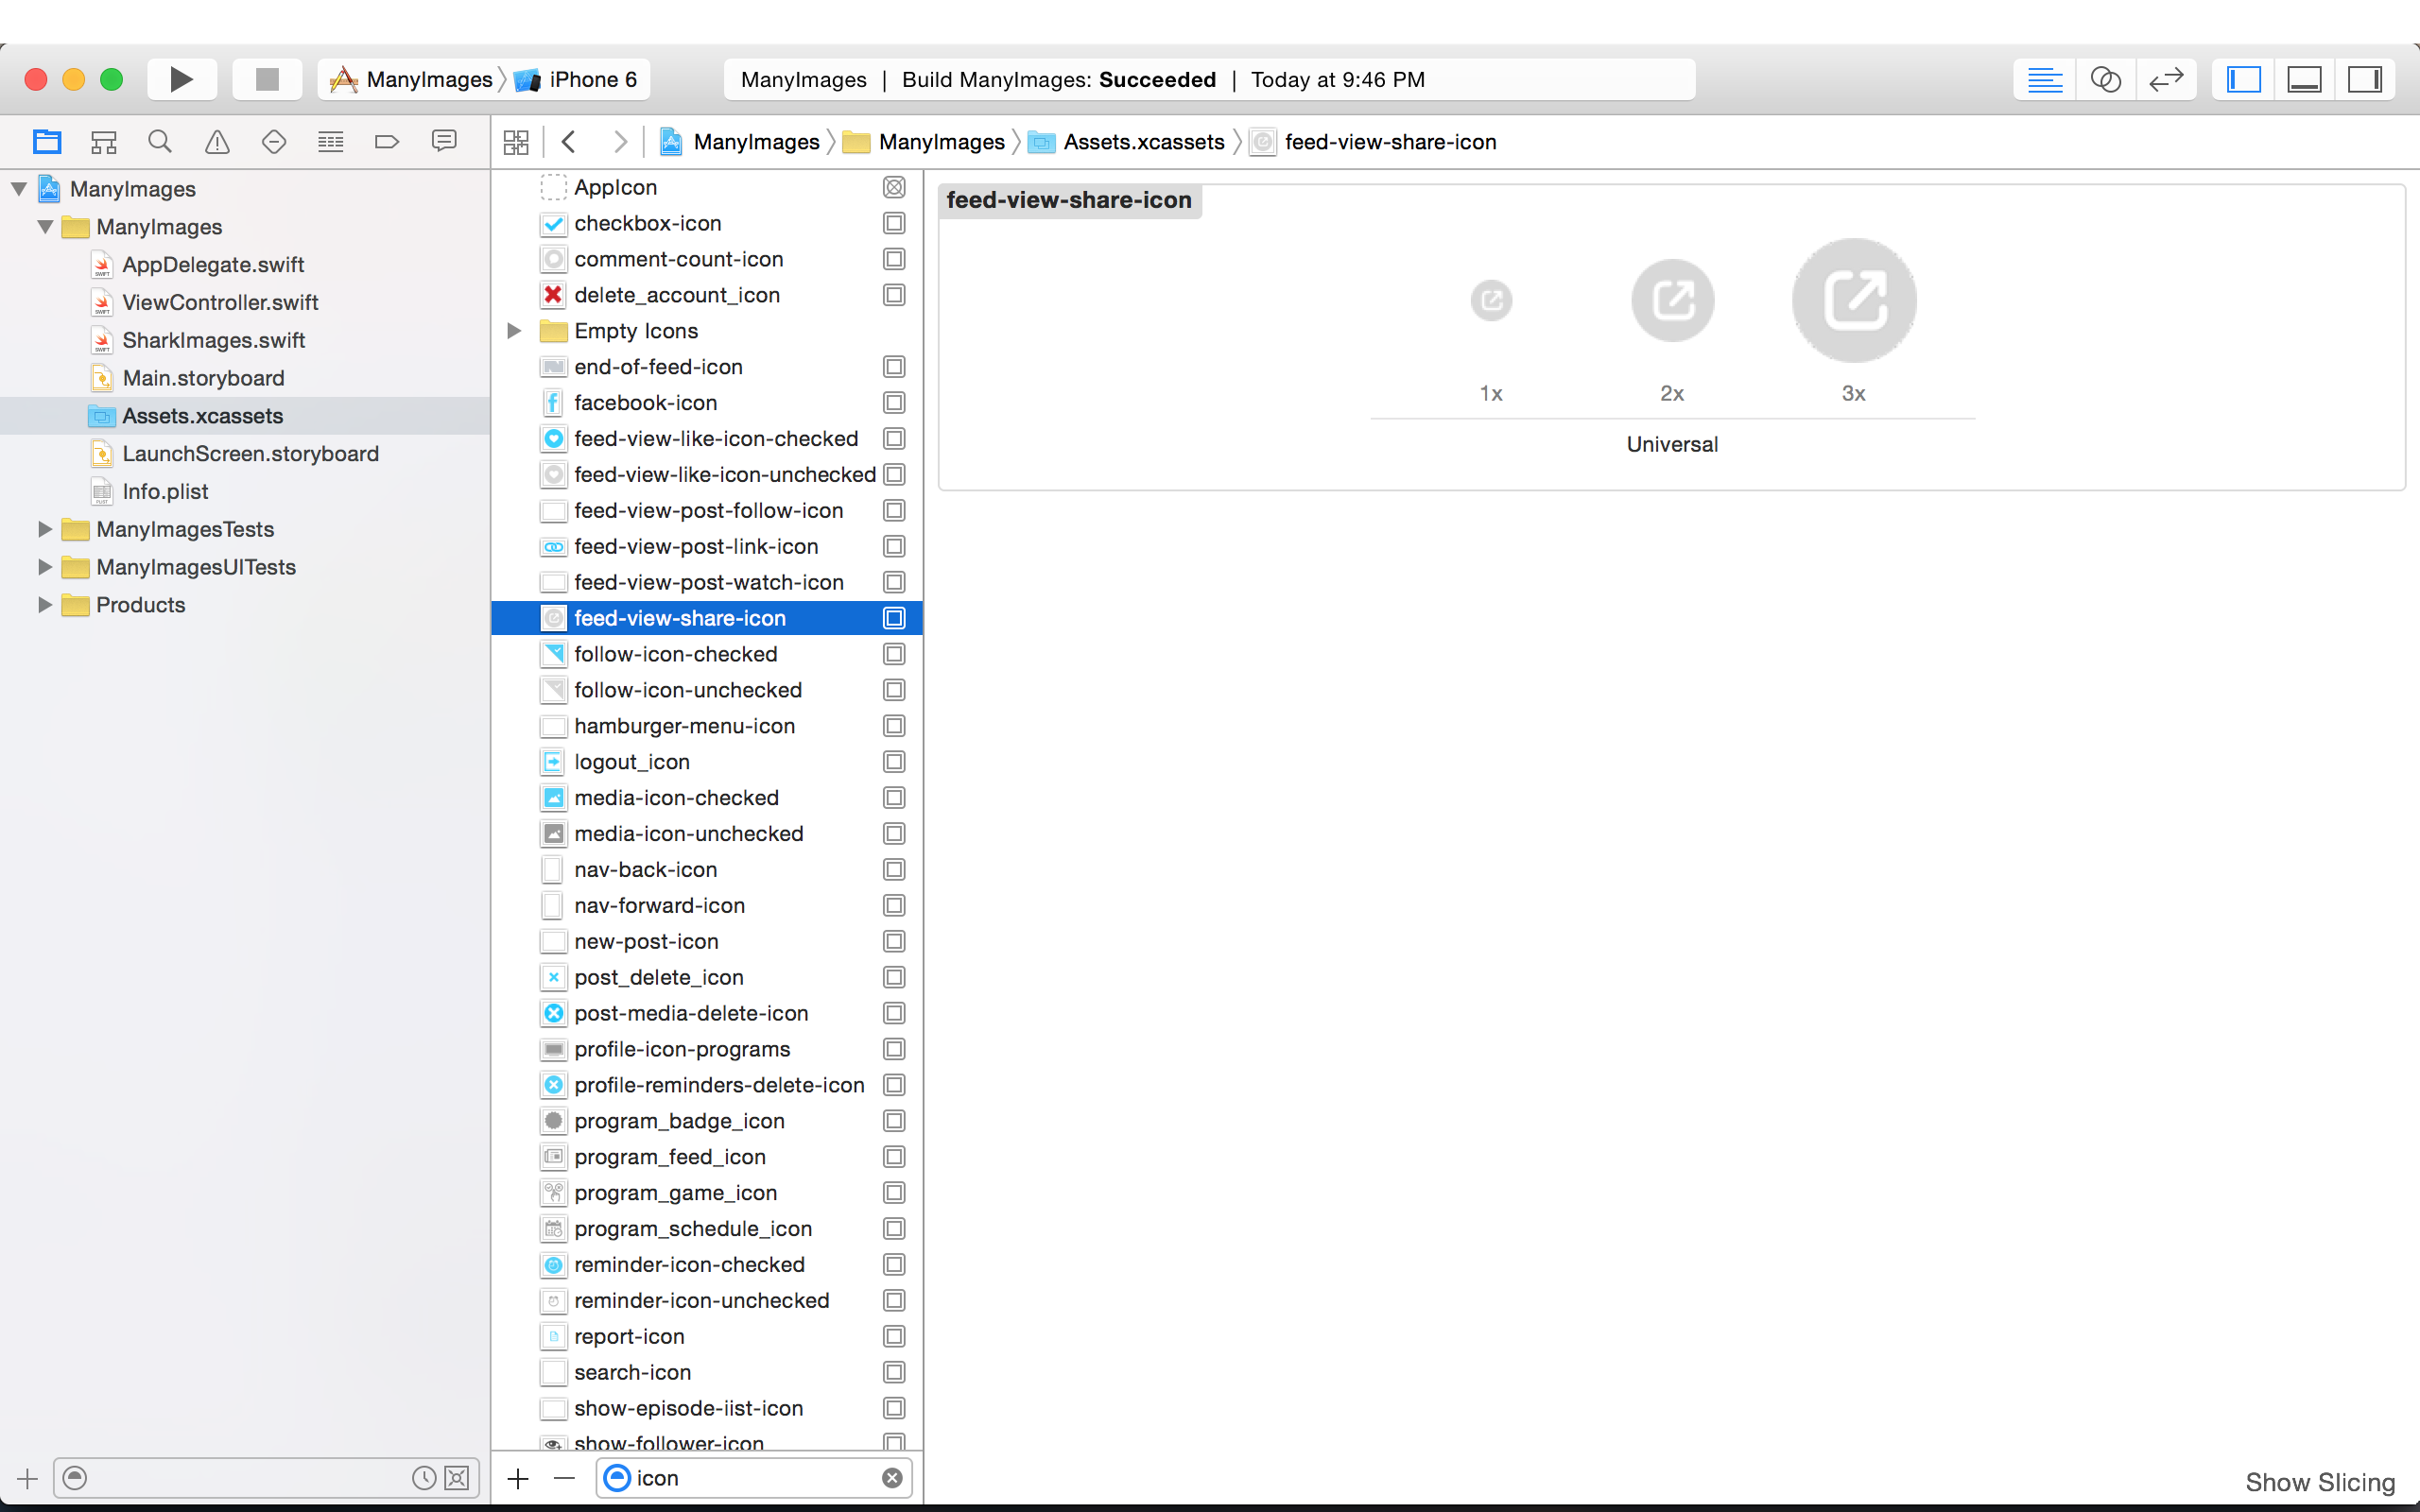 ManyImages iPhone 6
ManyImages | Build ManyImages: Succeeded | Today at 9:46 PM
ManyImages ManyImages Assets.xcassets feed-view-share-icon
ManyImages
ManyImages
AppDelegate.swift
ViewController.swift
SharkImages.swift
Main.storyboard
Assets.xcassets
LaunchScreen.storyboard
Info.plist
ManyImagesTests
ManyImagesUITests
Products
AppIcon
checkbox-icon
comment-count-icon
delete_account_icon
Empty Icons
end-of-feed-icon
facebook-icon
feed-view-like-icon-checked
feed-view-like-icon-unchecked
feed-view-post-follow-icon
feed-view-post-link-icon
feed-view-post-watch-icon
feed-view-share-icon
follow-icon-checked
follow-icon-unchecked
hamburger-menu-icon
logout_icon
media-icon-checked
media-icon-unchecked
nav-back-icon
nav-forward-icon
new-post-icon
post_delete_icon
post-media-delete-icon
profile-icon-programs
profile-reminders-delete-icon
program_badge_icon
program_feed_icon
program_game_icon
program_schedule_icon
reminder-icon-checked
reminder-icon-unchecked
report-icon
search-icon
show-episode-iist-icon
show-follower-icon
icon
feed-view-share-icon
1x 2x 3x
Universal
Show Slicing